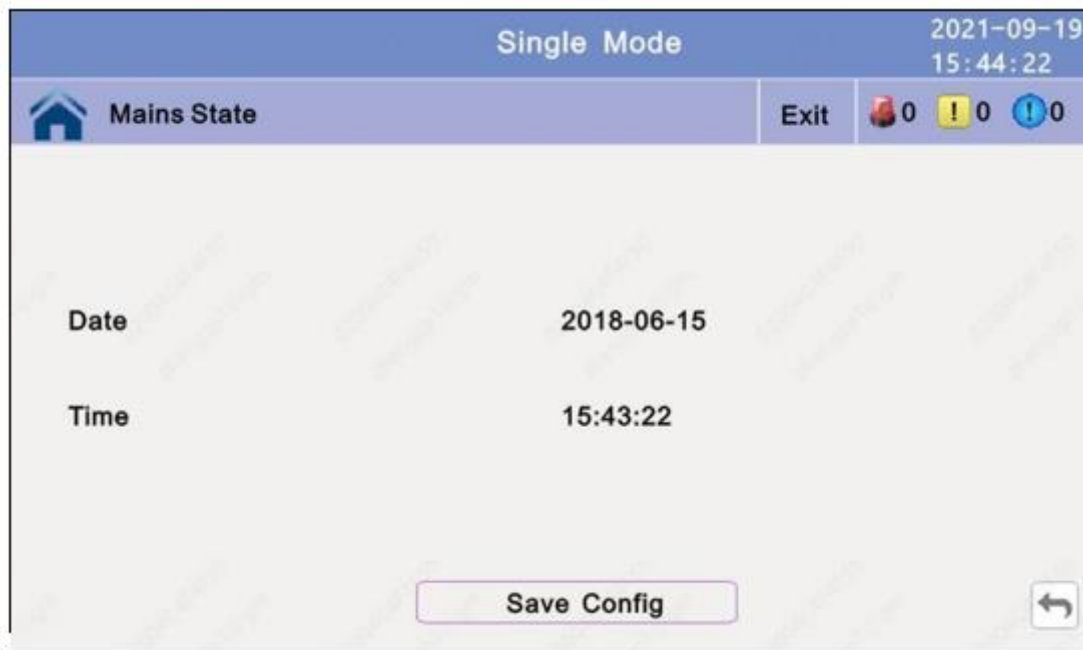 Single Mode
2021-09-19
15:44:22
Mains State
Exit
0
! 0
! 0
Date
2018-06-15
Time
15:43:22
Save Config